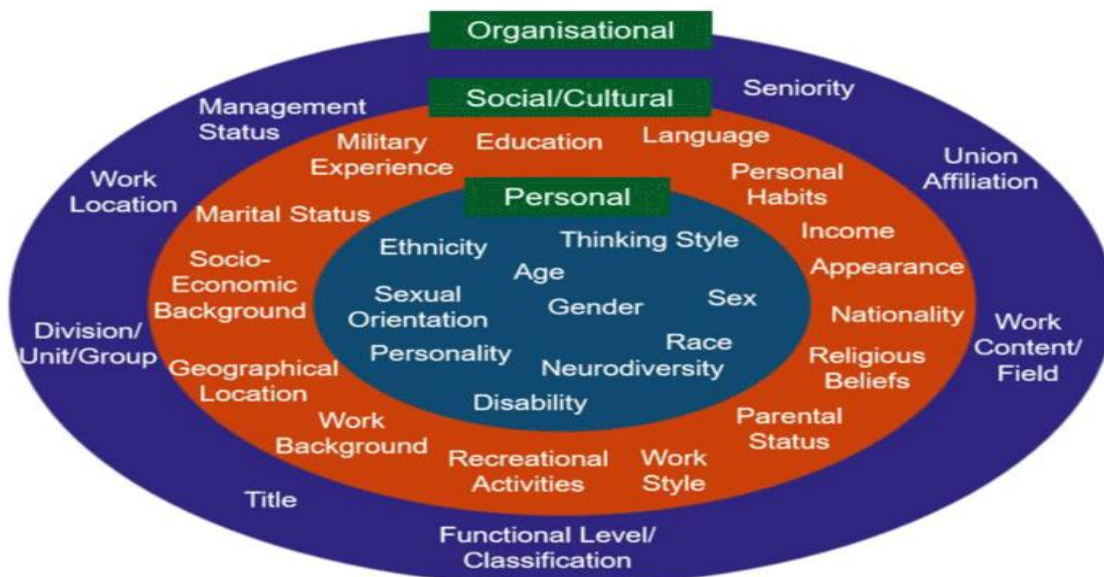 Organisational
Seniority
Management
Status
Union
Affiliation
Work
Location
Division/
Unit/Group
Work
Content/
Field
Title
Functional Level/
Classification
Social/Cultural
Military
Experience
Education
Language
Personal
Habits
Marital Status
Income
Socio-
Economic
Background
Appearance
Nationality
Geographical
Location
Religious
Beliefs
Work
Background
Parental
Status
Recreational
Activities
Work
Style
Personal
Ethnicity
Thinking Style
Age
Sexual
Orientation
Gender
Sex
Personality
Race
Neurodiversity
Disability